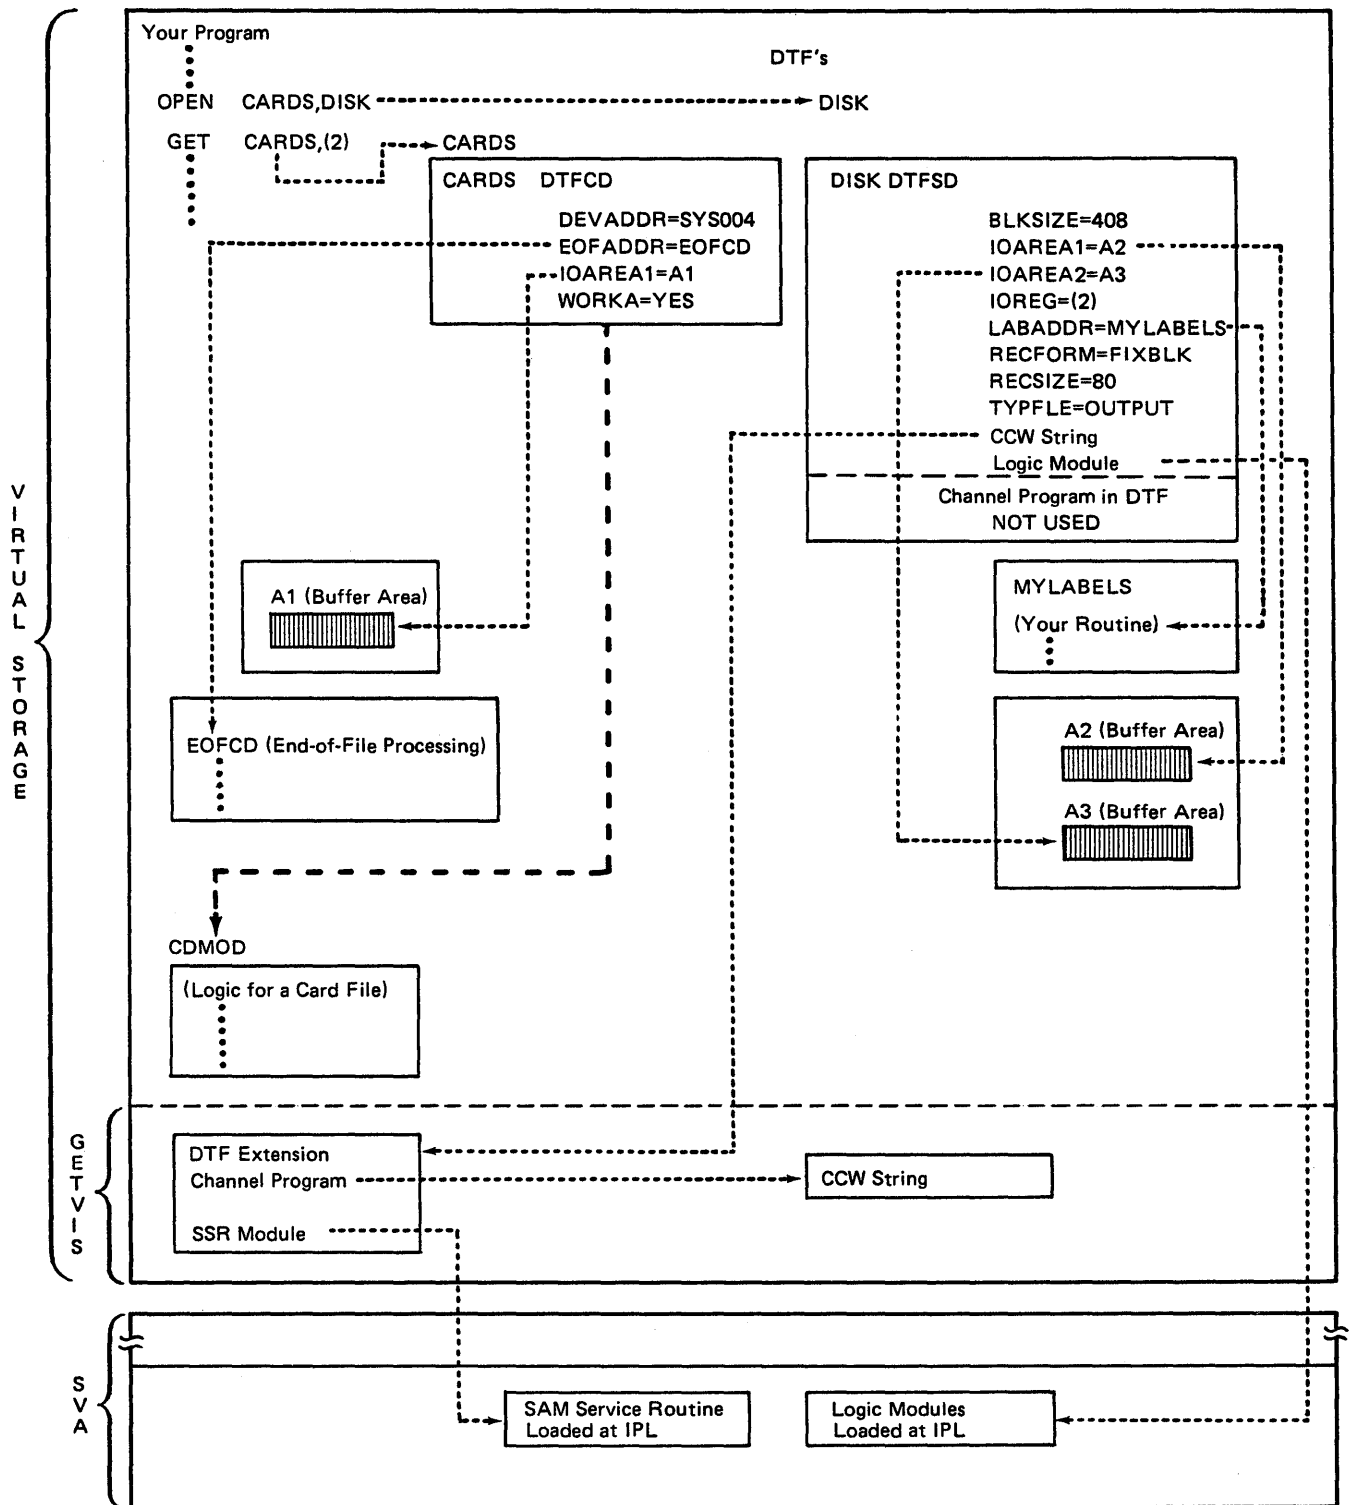 Your Program
DTF's
OPEN CARDS,DISK DISK
GET CARDS,(2) CARDS
CARDS DTFCD
DEVADDR=SYS004
EOFADDR=EOFCD
IOAREA1=A1
WORKA=YES
DISK DTFSD
BLKSIZE=408
IOAREA1=A2
IOAREA2=A3
IOREG=(2)
LABADDR=MYLABELS
RECFORM=FIXBLK
RECSIZE=80
TYPFLE=OUTPUT
CCW String
Logic Module
Channel Program in DTF
NOT USED
VIRTUAL STORAGE
A1 (Buffer Area)
MYLABELS
(Your Routine)
EOFCD (End-of-File Processing)
A2 (Buffer Area)
A3 (Buffer Area)
CDMOD
(Logic for a Card File)
GETVIS
DTF Extension
Channel Program
SSR Module
CCW String
SVA
SAM Service Routine
Loaded at IPL
Logic Modules
Loaded at IPL